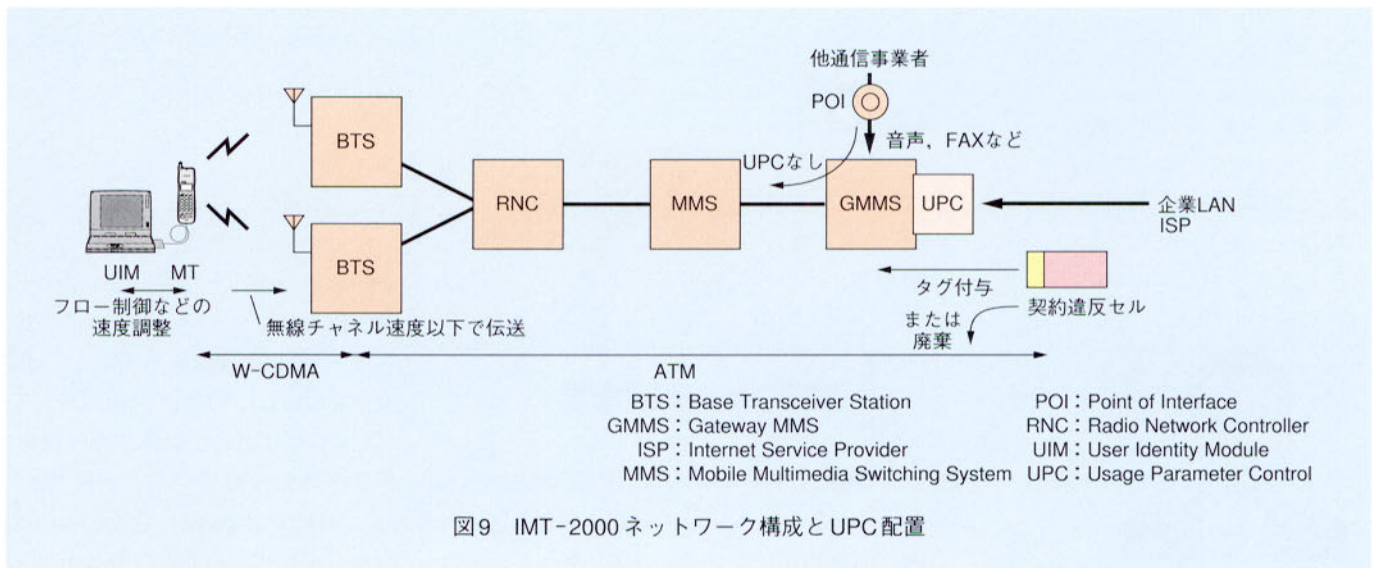 他通信事業者
POI
音声，FAXなど
UPCなし
BTS
BTS
RNC
MMS
GMMS
UPC
企業LAN
ISP
UIM
MT
フロー制御などの
速度調整
無線チャネル速度以下で伝送
タグ付与
または
廃棄
契約違反セル
W-CDMA
ATM
BTS：Base Transceiver Station
GMMS：Gateway MMS
ISP：Internet Service Provider
MMS：Mobile Multimedia Switching System
POI：Point of Interface
RNC：Radio Network Controller
UIM：User Identity Module
UPC：Usage Parameter Control
図9　IMT-2000ネットワーク構成とUPC配置